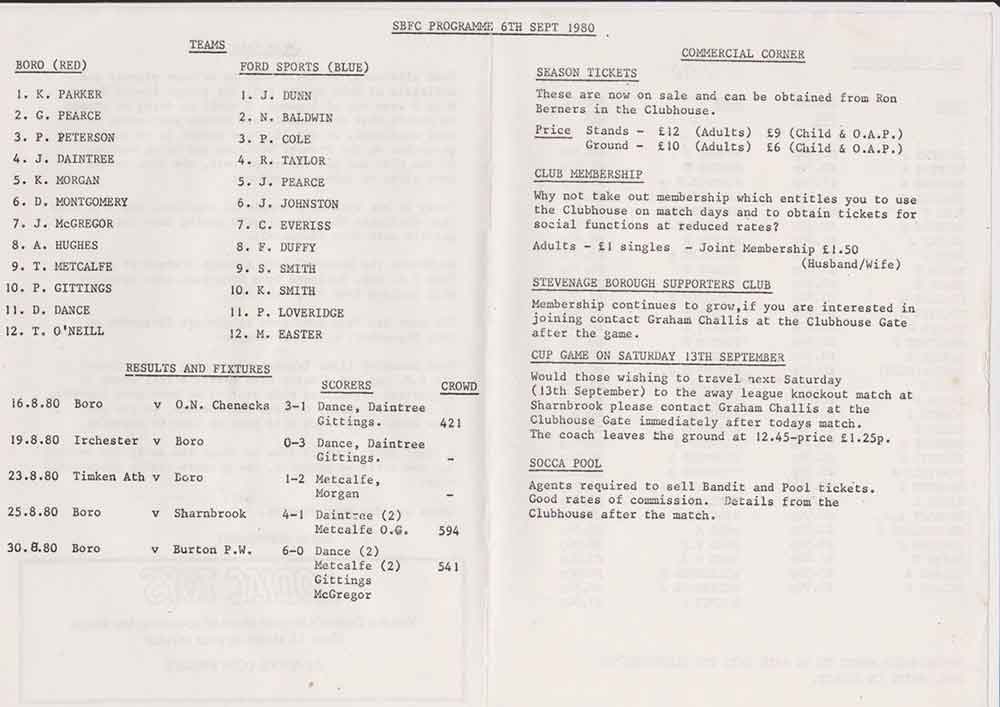 SBFC PROGRAMME 6TH SEPT 1980
TEAMS
BORO (RED) FORD SPORTS (BLUE)
1. K. PARKER 1. J. DUNN
2. G. PEARCE 2. N. BALDWIN
3. P. PETERSON 3. P. COLE
4. J. DAINTREE 4. R. TAYLOR
5. K. MORGAN 5. J. PEARCE
6. D. MONTGOMERY 6. J. JOHNSTON
7. J. McGREGOR 7. C. EVERISS
8. A. HUGHES 8. F. DUFFY
9. T. METCALFE 9. S. SMITH
10. P. GITTINGS 10. K. SMITH
11. D. DANCE 11. P. LOVERIDGE
12. T. O'NEILL 12. M. EASTER
RESULTS AND FIXTURES
SCORERS CROWD
16.8.80 Boro v O.N. Chenecks 3-1 Dance, Daintree
Gittings. 421
19.8.80 Irchester v Boro 0-3 Dance, Daintree
Gittings. -
23.8.80 Timken Ath v Boro 1-2 Metcalfe,
Morgan -
25.8.80 Boro v Sharnbrook 4-1 Daintree (2)
Metcalfe O.G. 594
30.8.80 Boro v Burton P.W. 6-0 Dance (2)
Metcalfe (2) 541
Gittings
McGregor
COMMERCIAL CORNER
SEASON TICKETS
These are now on sale and can be obtained from Ron
Berners in the Clubhouse.
Price Stands - £12 (Adults) £9 (Child & O.A.P.)
Ground - £10 (Adults) £6 (Child & O.A.P.)
CLUB MEMBERSHIP
Why not take out membership which entitles you to use
the Clubhouse on match days and to obtain tickets for
social functions at reduced rates?
Adults - £1 singles - Joint Membership £1.50
(Husband/Wife)
STEVENAGE BOROUGH SUPPORTERS CLUB
Membership continues to grow,if you are interested in
joining contact Graham Challis at the Clubhouse Gate
after the game.
CUP GAME ON SATURDAY 13TH SEPTEMBER
Would those wishing to travel next Saturday
(13th September) to the away league knockout match at
Sharnbrook please contact Graham Challis at the
Clubhouse Gate immediately after todays match.
The coach leaves the ground at 12.45-price £1.25p.
SOCCA POOL
Agents required to sell Bandit and Pool tickets.
Good rates of commission. Details from the
Clubhouse after the match.